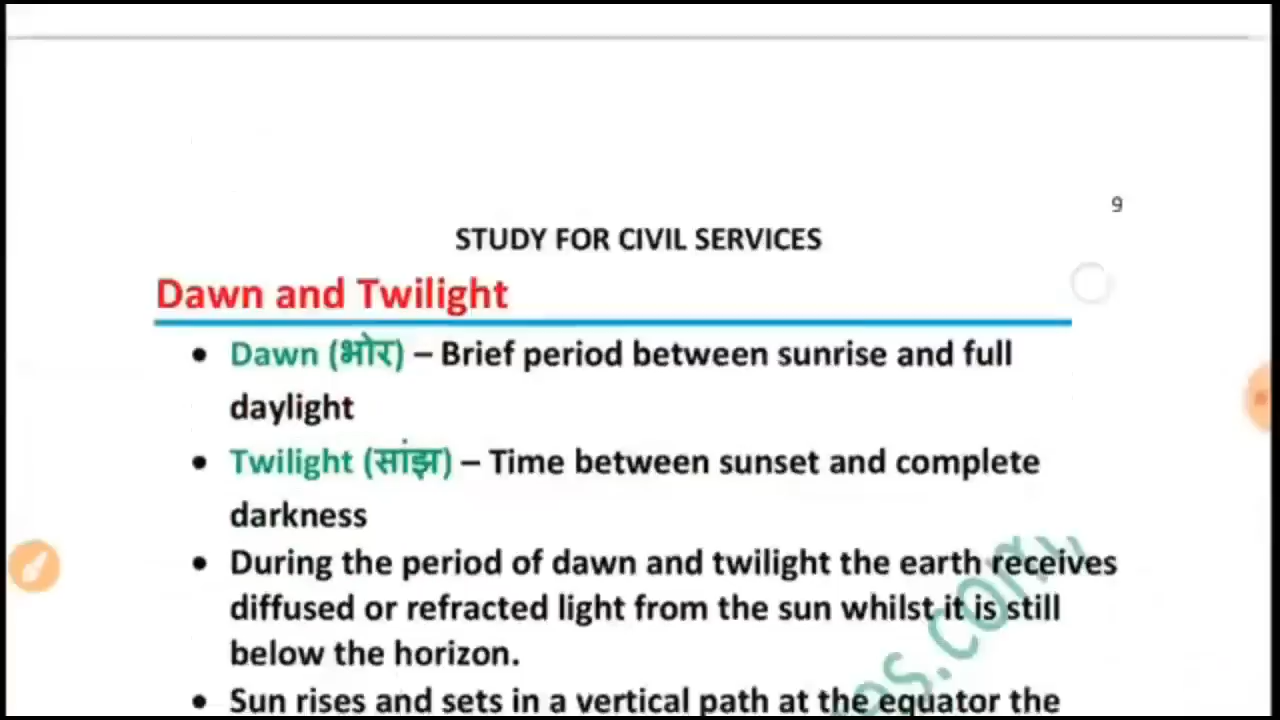 9
STUDY FOR CIVIL SERVICES
Dawn and Twilight
• Dawn (भोर) – Brief period between sunrise and full
daylight
• Twilight (सांझ) – Time between sunset and complete
darkness
• During the period of dawn and twilight the earth receives
diffused or refracted light from the sun whilst it is still
below the horizon.
• Sun rises and sets in a vertical path at the equator the